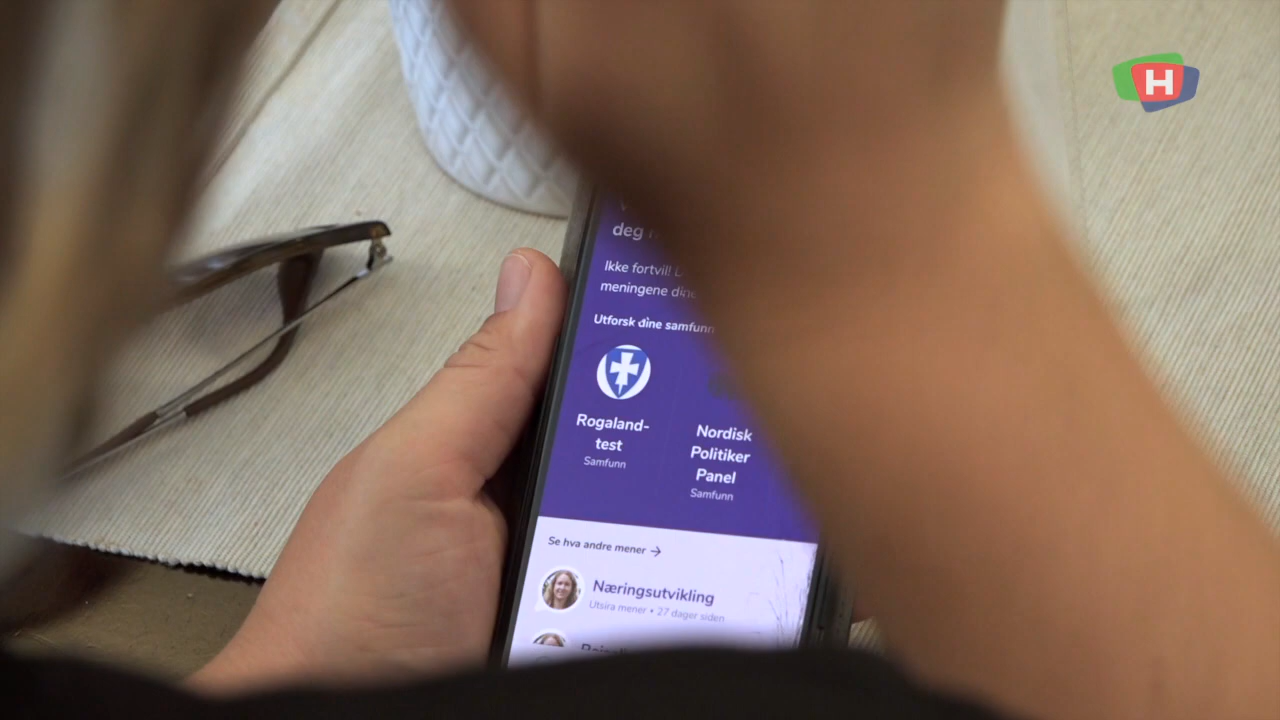 H
deg
Ikke fortvil!
meningene dine
Utforsk dine samfunn
Rogaland-
test
Samfunn
Nordisk
Politiker
Panel
Samfunn
Se hva andre mener →
Næringsutvikling
Utsira mener • 27 dager siden